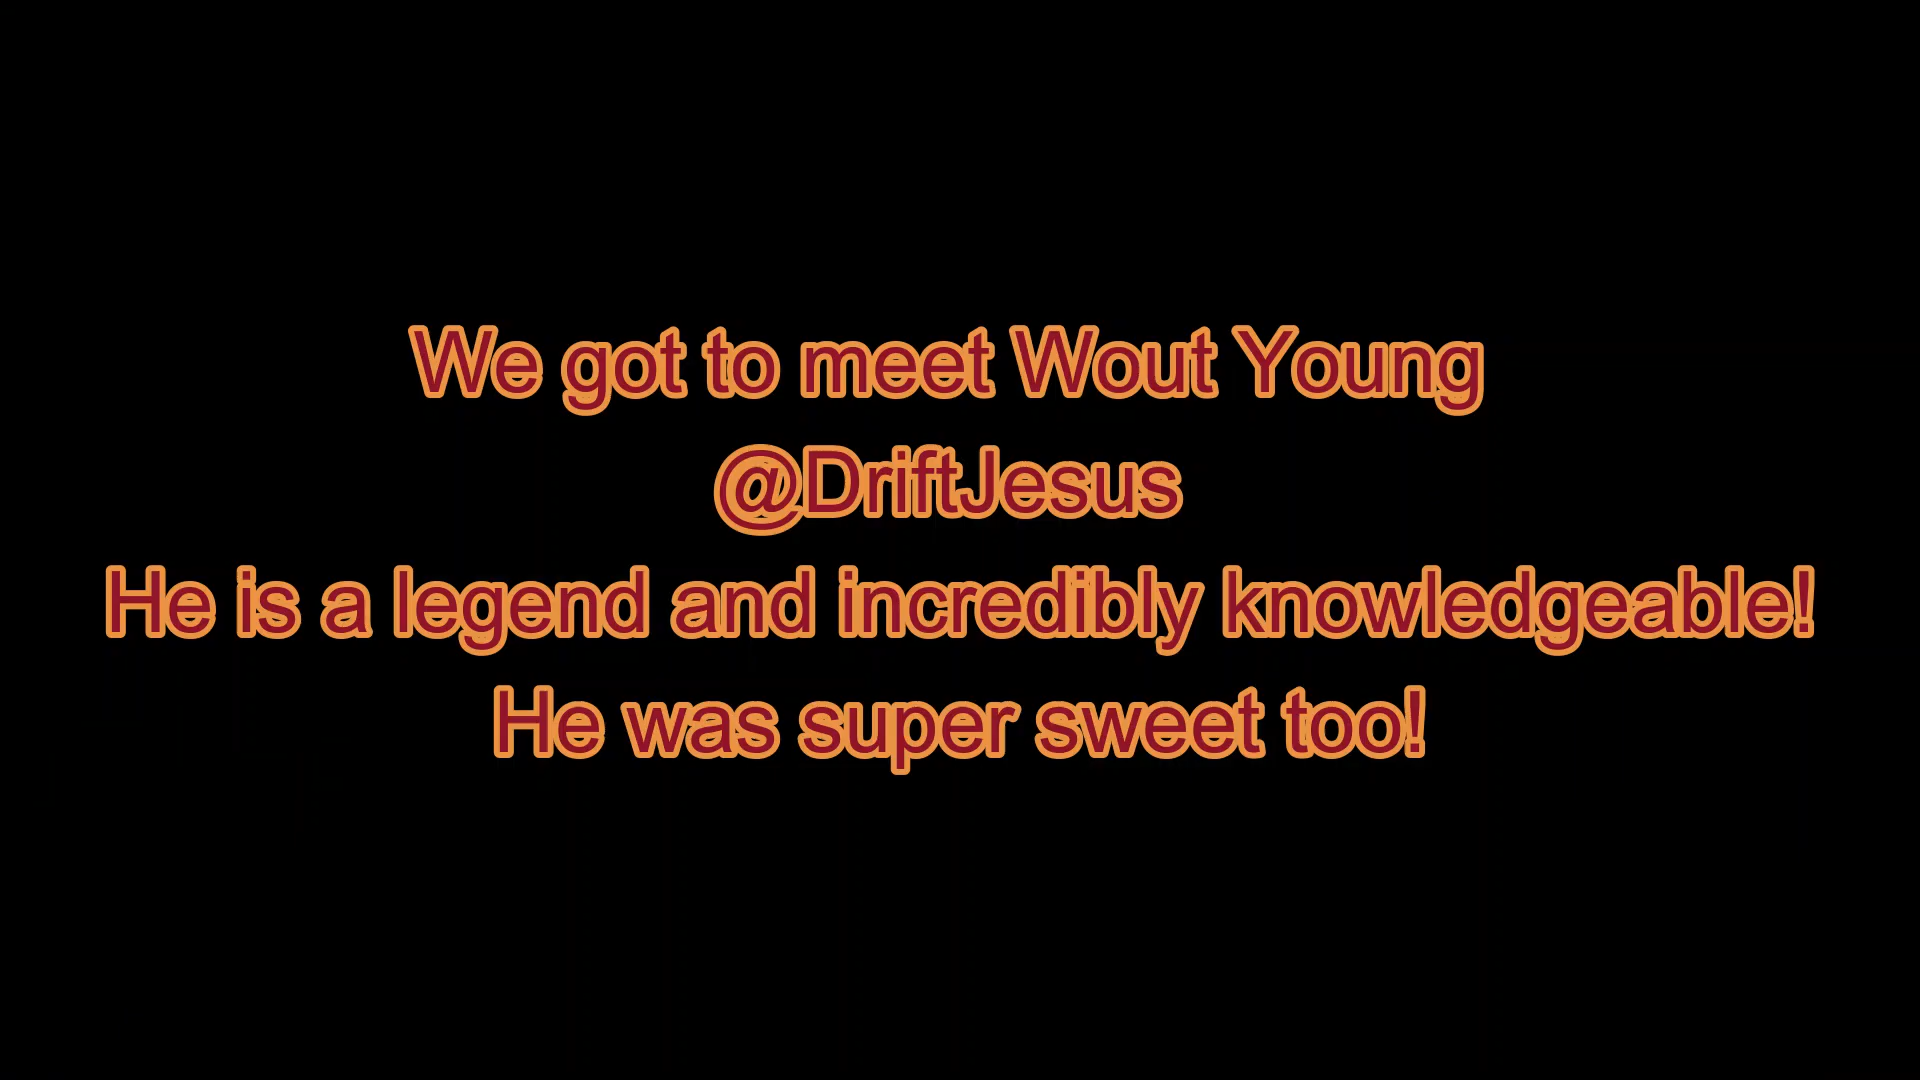 We got to meet Wout Young
@DriftJesus
He is a legend and incredibly knowledgeable!
He was super sweet too!